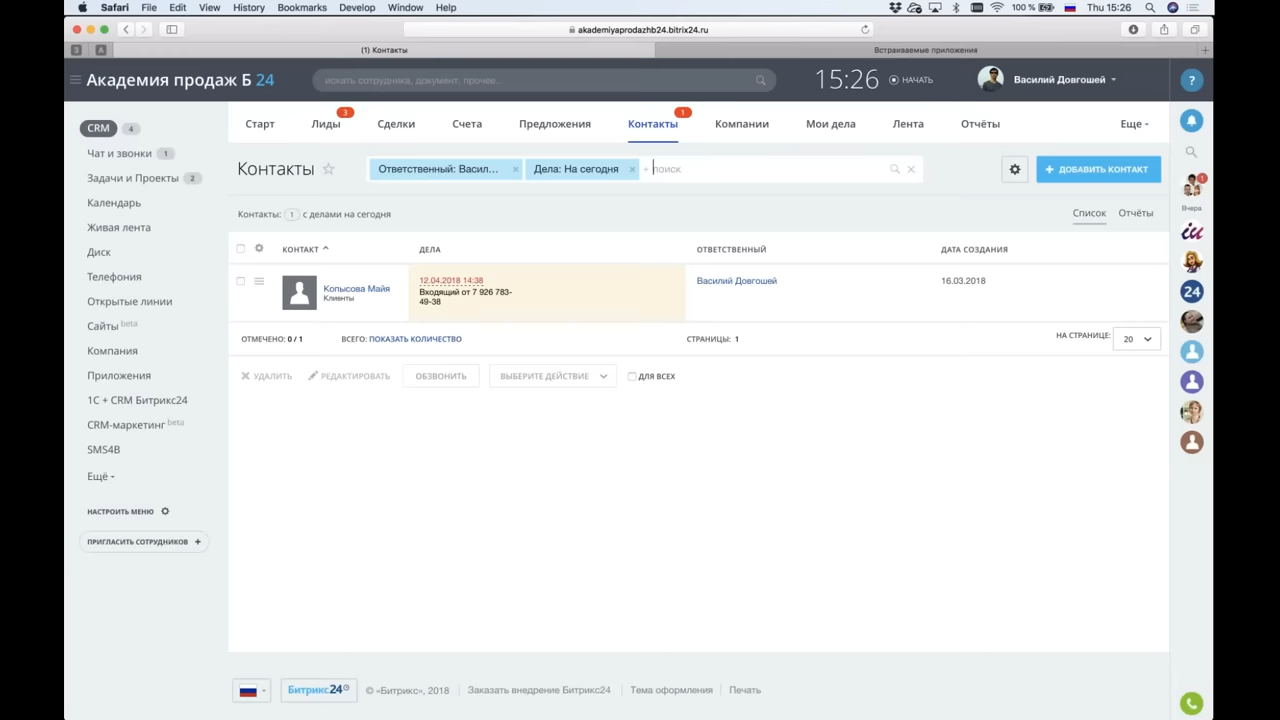 Safari File Edit View History Bookmarks Develop Window Help 100 % Thu 15:26
akademiyaprodazhb24.bitrix24.ru
З А (1) Контакты Встраиваемые приложения
Академия продаж Б 24 искать сотрудника, документ, прочее... 15:26 НАЧАТЬ Василий Довгошей ?
CRM 4
Чат и звонки 1
Задачи и Проекты 2
Календарь
Живая лента
Диск
Телефония
Открытые линии
Сайты beta
Компания
Приложения
1С + CRM Битрикс24
CRM-маркетинг beta
SMS4B
Ещё
НАСТРОИТЬ МЕНЮ
ПРИГЛАСИТЬ СОТРУДНИКОВ +
Старт Лиды 3 Сделки Счета Предложения Контакты 1 Компании Мои дела Лента Отчёты Еще
Контакты Ответственный: Васил... × Дела: На сегодня × + поиск + ДОБАВИТЬ КОНТАКТ
Контакты: 1 с делами на сегодня Список Отчёты
КОНТАКТ ДЕЛА ОТВЕТСТВЕННЫЙ ДАТА СОЗДАНИЯ
Копысова Майя 12.04.2018 14:38 Василий Довгошей 16.03.2018
Клиенты Входящий от 7 926 783-
49-38
ОТМЕЧЕНО: 0 / 1 ВСЕГО: ПОКАЗАТЬ КОЛИЧЕСТВО СТРАНИЦЫ: 1 НА СТРАНИЦЕ: 20
УДАЛИТЬ РЕДАКТИРОВАТЬ ОБЗВОНИТЬ ВЫБЕРИТЕ ДЕЙСТВИЕ ДЛЯ ВСЕХ
1
Вчера
24
Битрикс24 © «Битрикс», 2018 Заказать внедрение Битрикс24 Тема оформления Печать